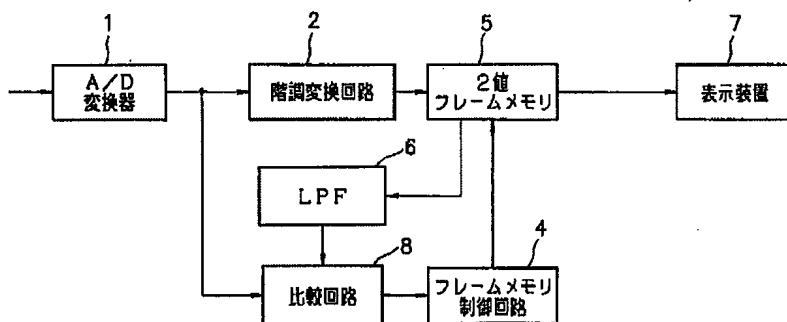 1
A/D
変換器
2
階調変換回路
5
2値
フレームメモリ
7
表示装置
6
LPF
8
比較回路
4
フレームメモリ
制御回路